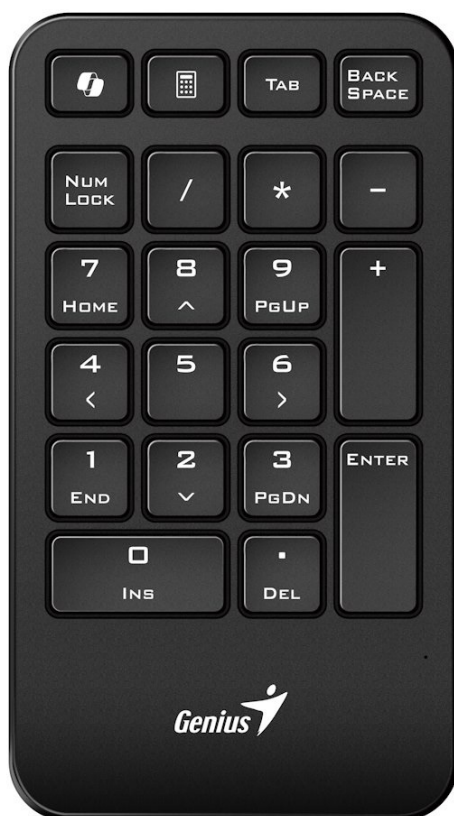 TAB
BACK
SPACE
NUM
LOCK
/
*
-
7
8
9
+
HOME
^
PGUP
4
5
6
<
>
1
2
3
ENTER
END
PGDN
0
.
INS
DEL
Genius